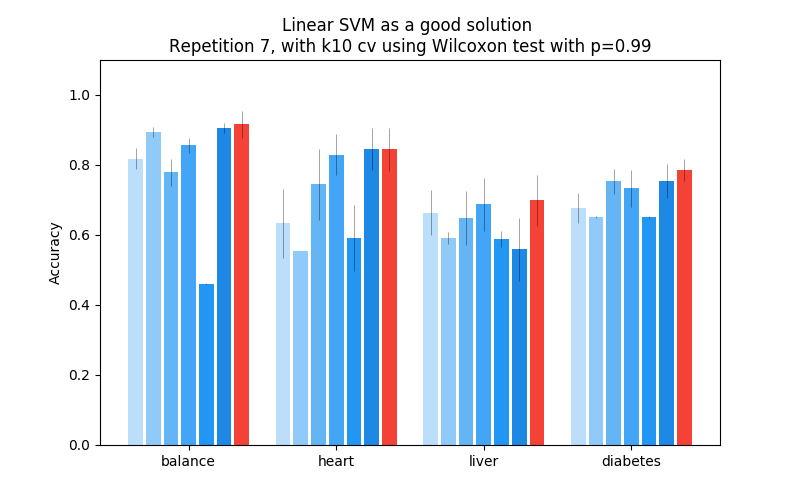 Linear SVM as a good solution
Repetition 7, with k10 cv using Wilcoxon test with p=0.99
1.0
0.8
0.6
0.4
0.2
0.0
Accuracy
balance heart liver diabetes